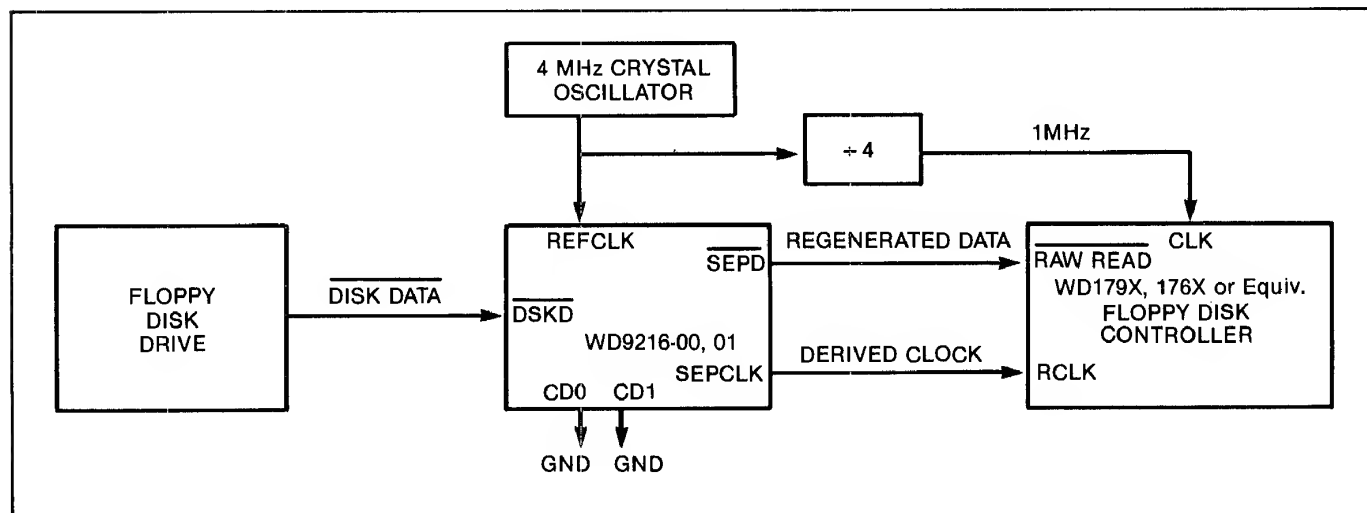 4 MHz CRYSTAL
OSCILLATOR
÷ 4
1MHz
FLOPPY
DISK
DRIVE
DISK DATA
REFCLK
SEPD
DSKD
WD9216-00, 01
SEPCLK
CD0 CD1
GND GND
REGENERATED DATA
DERIVED CLOCK
CLK
RAW READ
WD179X, 176X or Equiv.
FLOPPY DISK
CONTROLLER
RCLK